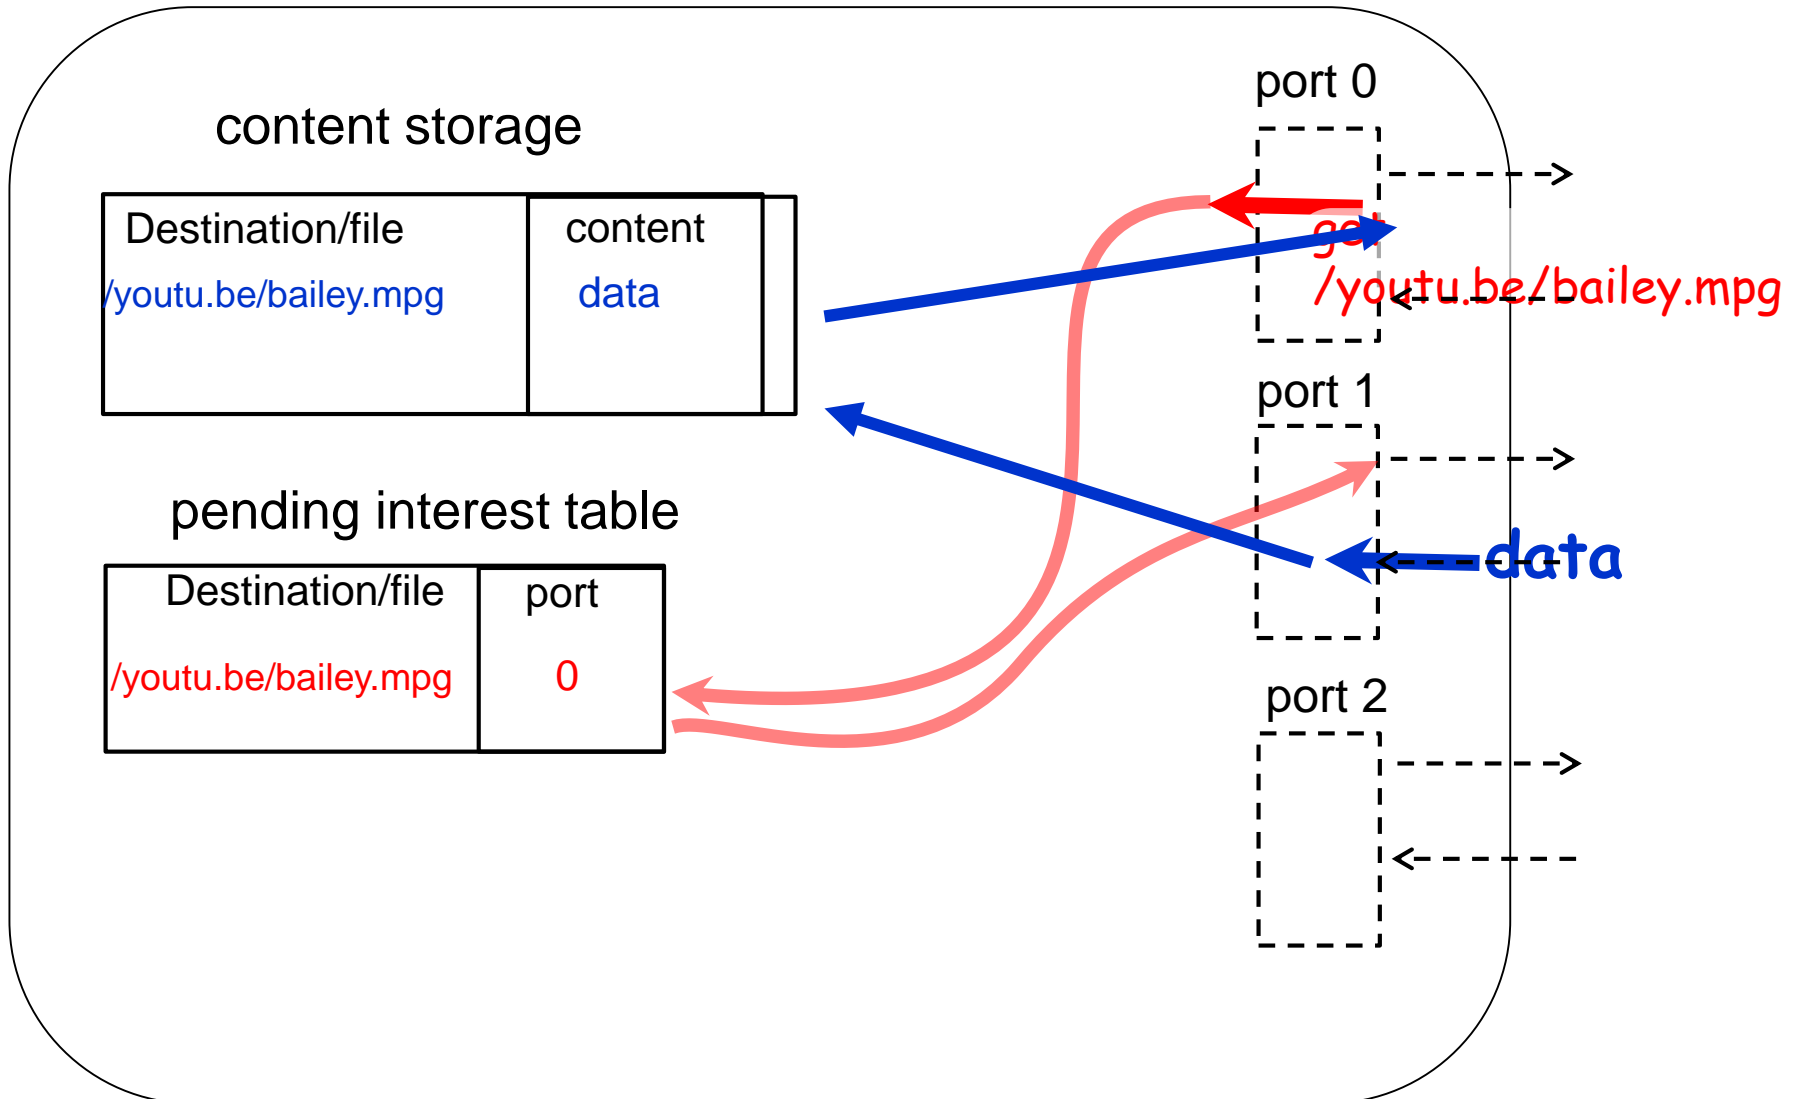 content storage
Destination/file content
/youtu.be/bailey.mpg data
pending interest table
Destination/file port
/youtu.be/bailey.mpg 0
port 0
get
/youtu.be/bailey.mpg
port 1
data
port 2